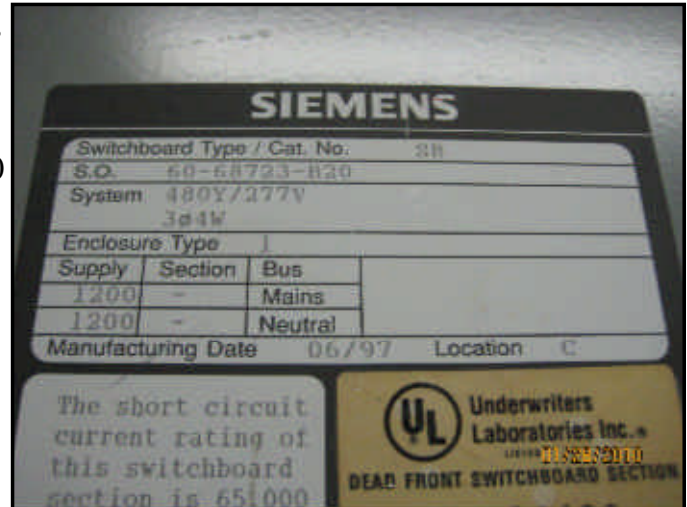 SIEMENS
Switchboard Type / Cat. No. SB
S.O. 60-68723-B20
System 480Y/277V
3ø4W
Enclosure Type 1
Supply Section Bus
1200 - Mains
1200 - Neutral
Manufacturing Date 06/97 Location C
The short circuit
current rating of
this switchboard
section is 65,000
UL Underwriters
Laboratories Inc.
DEAD FRONT SWITCHBOARD SECTION